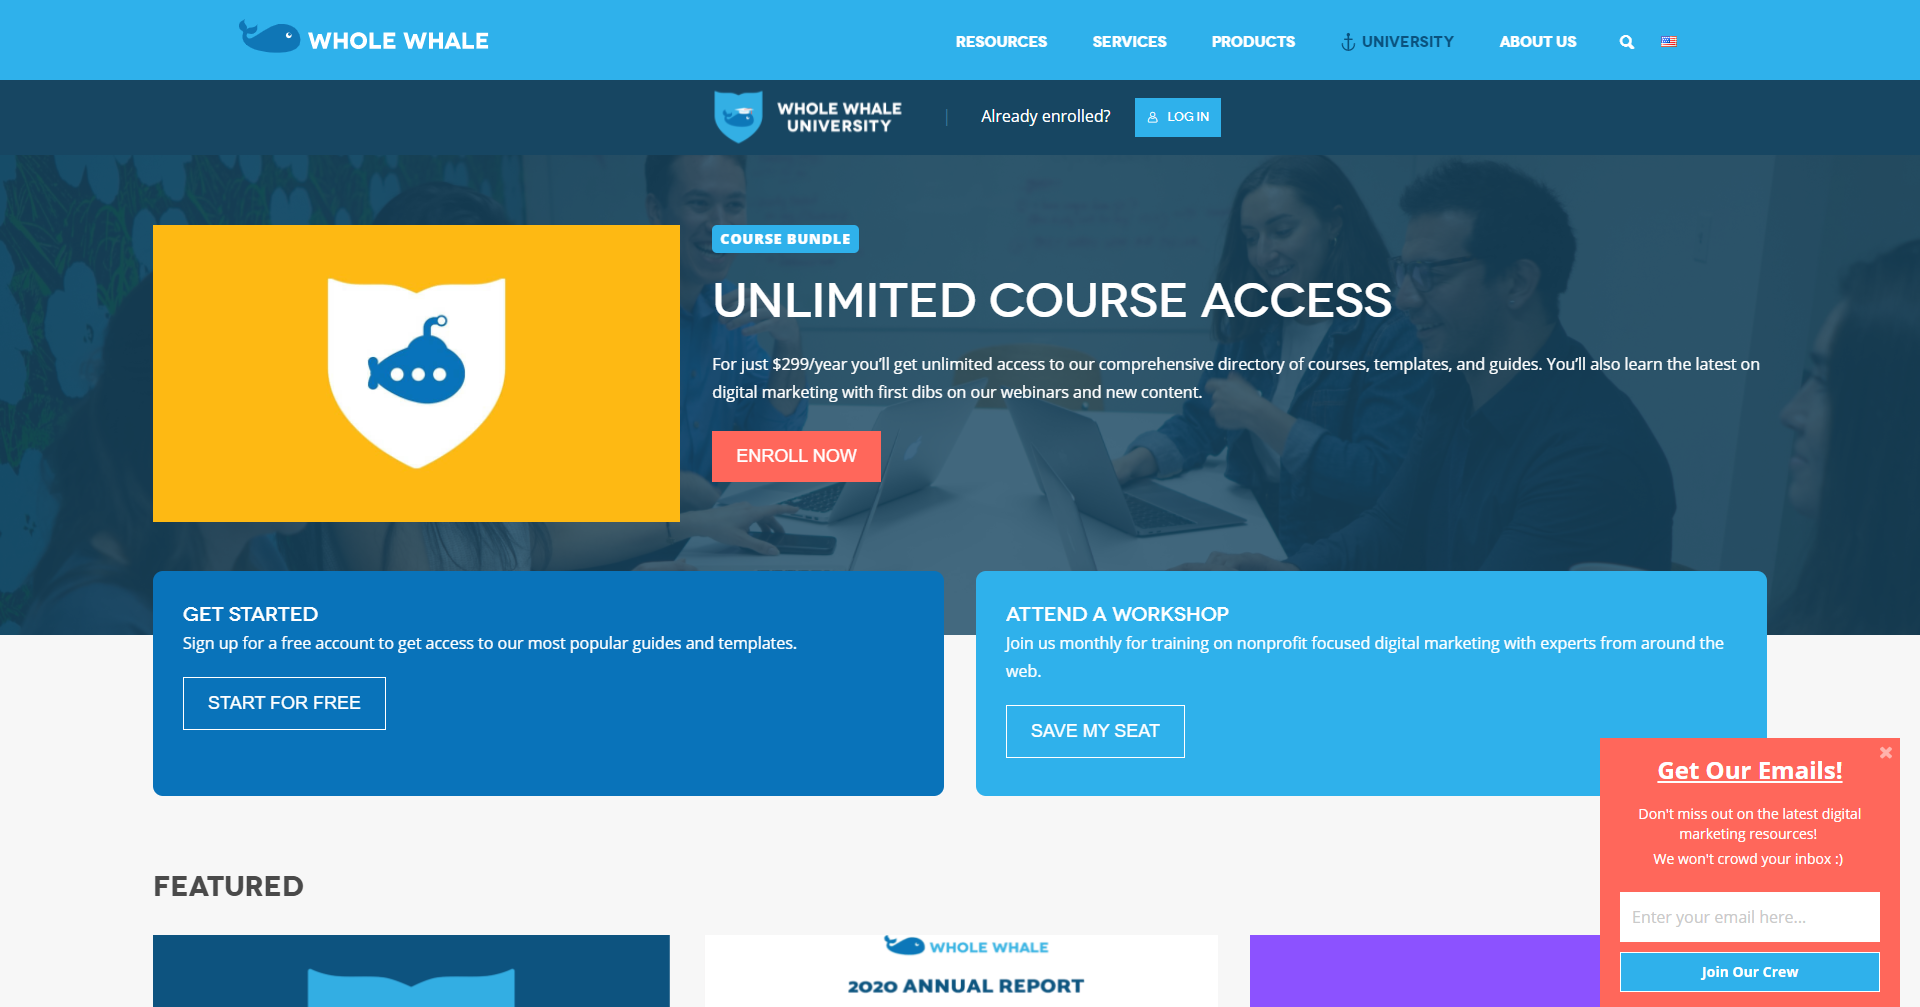 WHOLE WHALE
RESOURCES
SERVICES
PRODUCTS
UNIVERSITY
ABOUT US
WHOLE WHALE
UNIVERSITY
Already enrolled?
LOG IN
COURSE BUNDLE
UNLIMITED COURSE ACCESS
For just $299/year you’ll get unlimited access to our comprehensive directory of courses, templates, and guides. You’ll also learn the latest on
digital marketing with first dibs on our webinars and new content.
ENROLL NOW
GET STARTED
Sign up for a free account to get access to our most popular guides and templates.
START FOR FREE
ATTEND A WORKSHOP
Join us monthly for training on nonprofit focused digital marketing with experts from around the
web.
SAVE MY SEAT
Get Our Emails!
Don't miss out on the latest digital
marketing resources!
We won't crowd your inbox :)
Enter your email here...
Join Our Crew
FEATURED
WHOLE WHALE
2020 ANNUAL REPORT